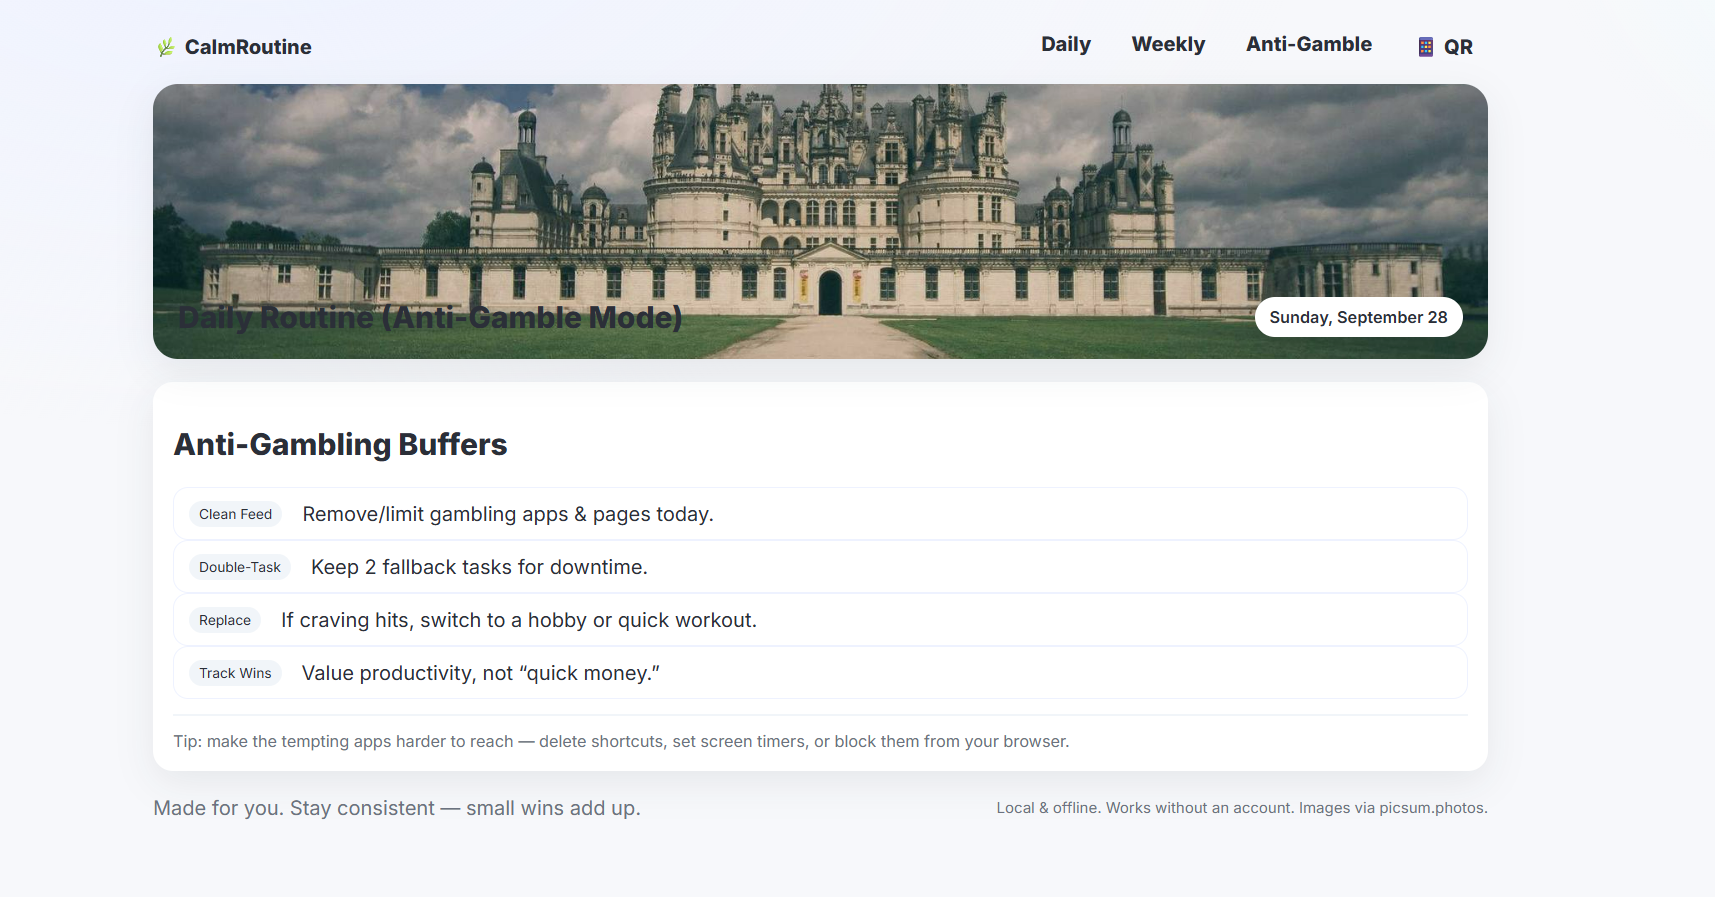 CalmRoutine
Daily Weekly Anti-Gamble QR
Daily Routine (Anti-Gamble Mode)
Sunday, September 28
Anti-Gambling Buffers
Clean Feed Remove/limit gambling apps & pages today.
Double-Task Keep 2 fallback tasks for downtime.
Replace If craving hits, switch to a hobby or quick workout.
Track Wins Value productivity, not “quick money.”
Tip: make the tempting apps harder to reach — delete shortcuts, set screen timers, or block them from your browser.
Made for you. Stay consistent — small wins add up.
Local & offline. Works without an account. Images via picsum.photos.